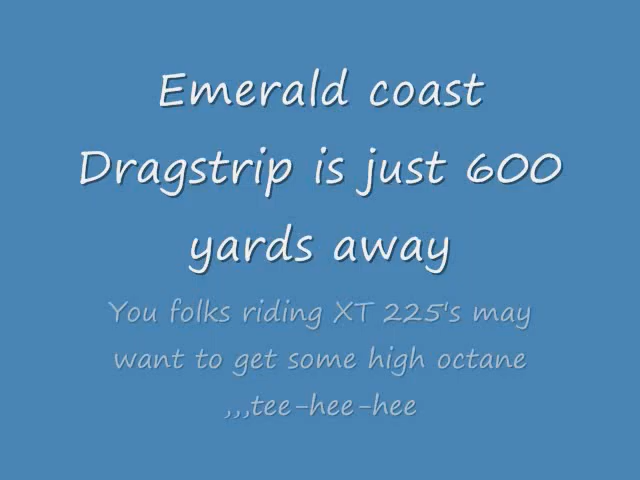 Emerald coast
Dragstrip is just 600
yards away
You folks riding XT 225's may
want to get some high octane
,,,tee-hee-hee